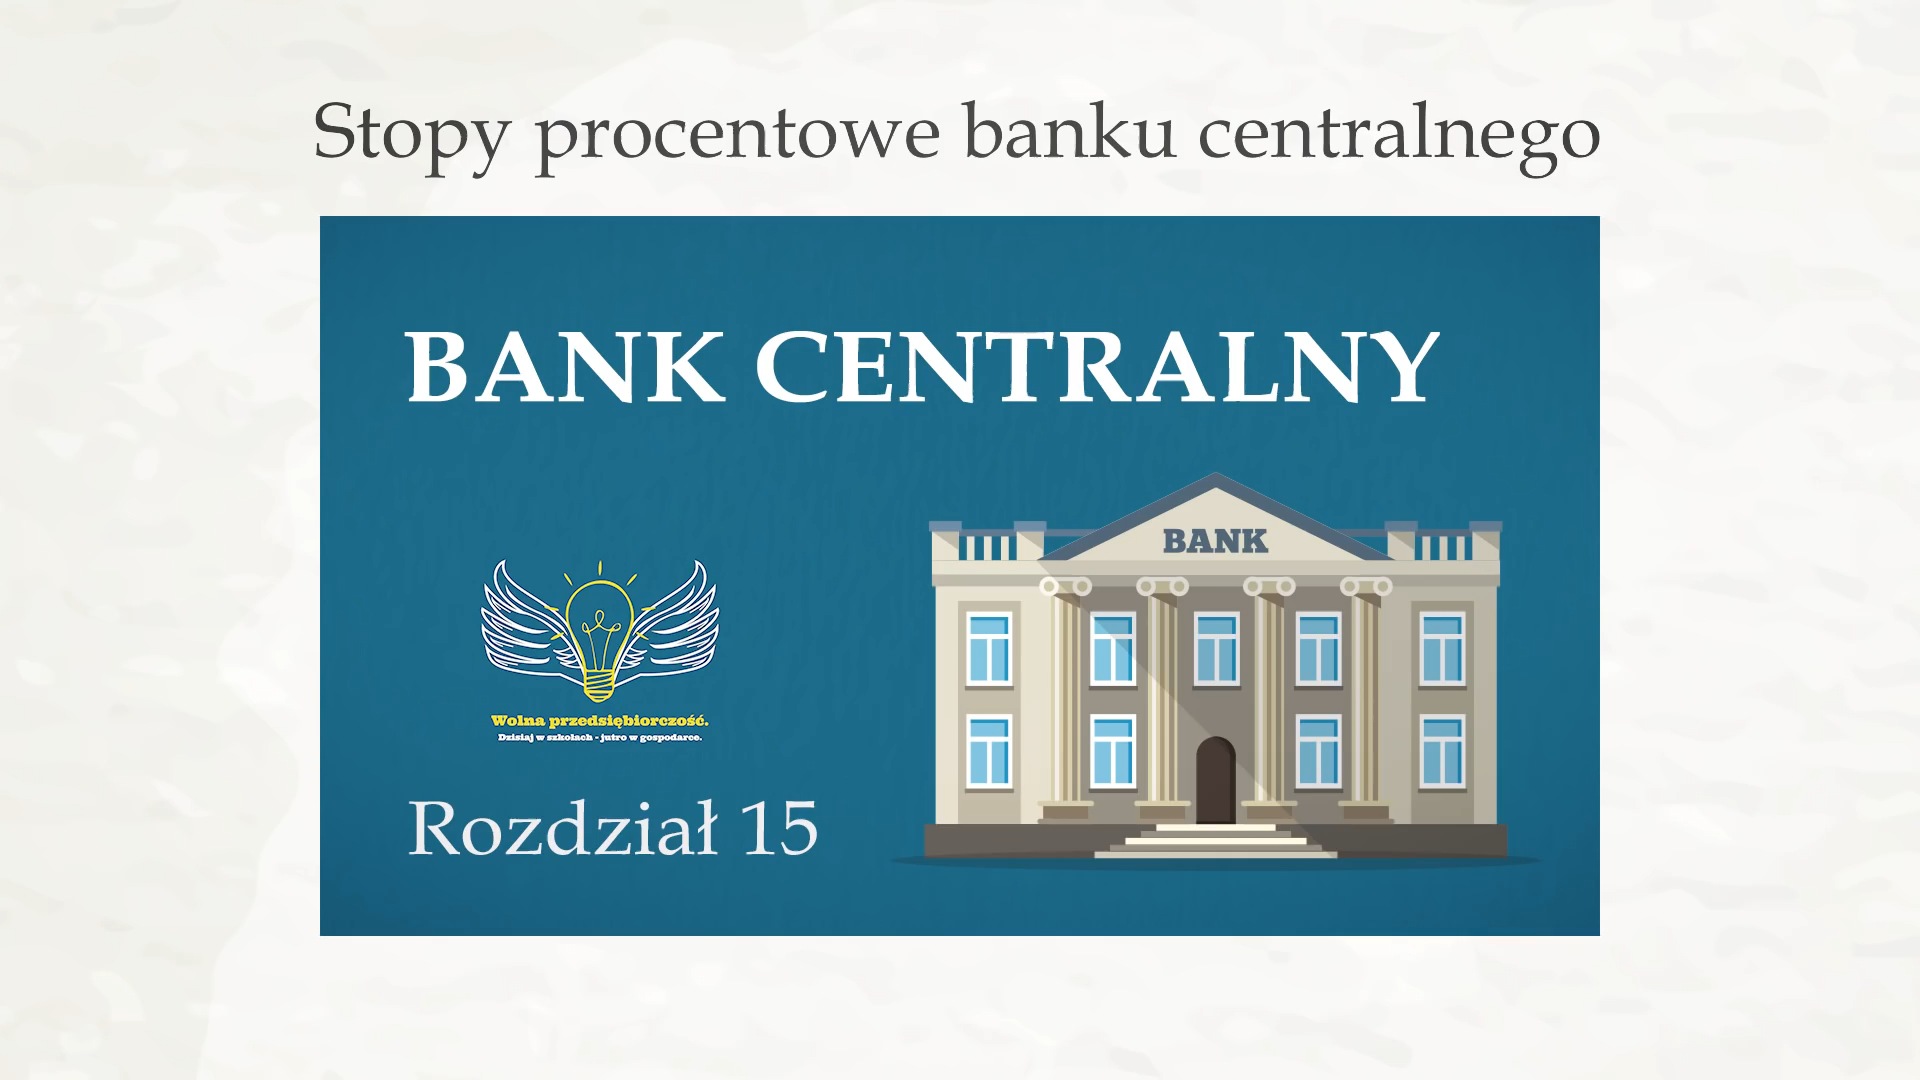 Stopy procentowe banku centralnego
BANK CENTRALNY
BANK
Wolna przedsiębiorczość.
Dzisiaj w szkołach - jutro w gospodarce.
Rozdział 15